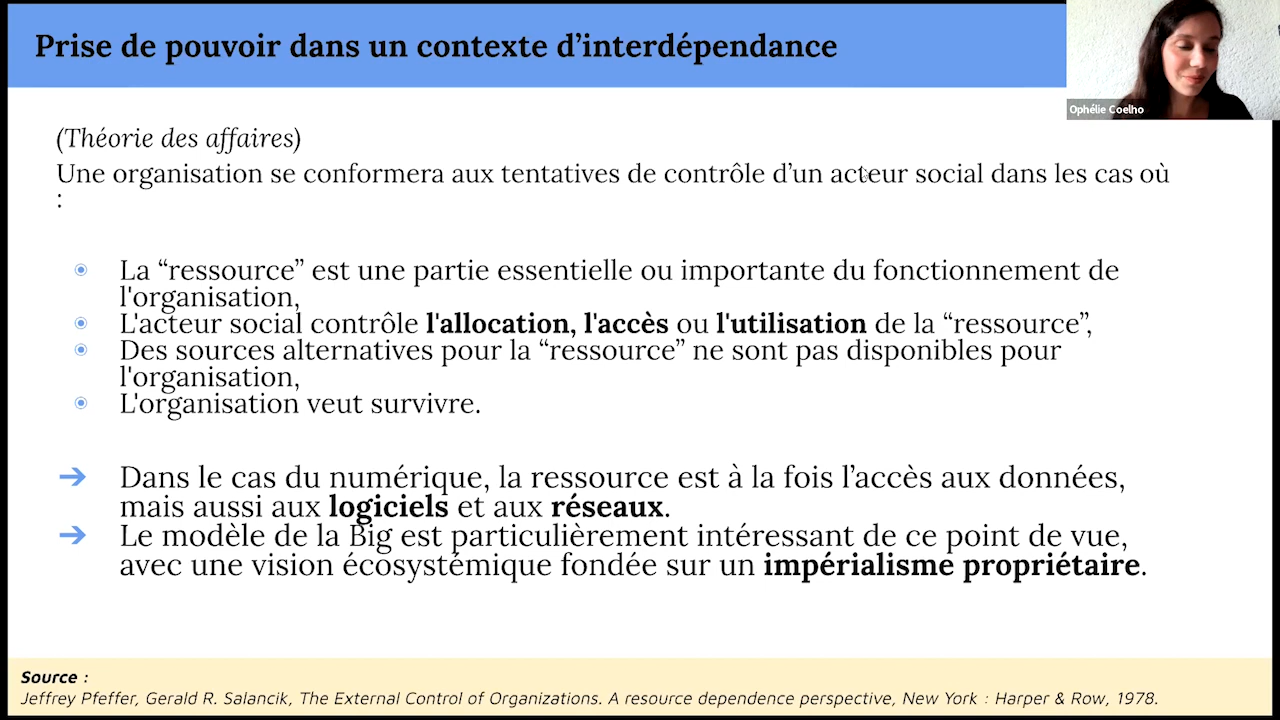 Prise de pouvoir dans un contexte d’interdépendance
Ophélie Coelho
(Théorie des affaires)
Une organisation se conformera aux tentatives de contrôle d’un acteur social dans les cas où
:
La “ressource” est une partie essentielle ou importante du fonctionnement de
l'organisation,
L'acteur social contrôle l'allocation, l'accès ou l'utilisation de la “ressource”,
Des sources alternatives pour la “ressource” ne sont pas disponibles pour
l'organisation,
L'organisation veut survivre.
Dans le cas du numérique, la ressource est à la fois l’accès aux données,
mais aussi aux logiciels et aux réseaux.
Le modèle de la Big est particulièrement intéressant de ce point de vue,
avec une vision écosystémique fondée sur un impérialisme propriétaire.
Source :
Jeffrey Pfeffer, Gerald R. Salancik, The External Control of Organizations. A resource dependence perspective, New York : Harper & Row, 1978.